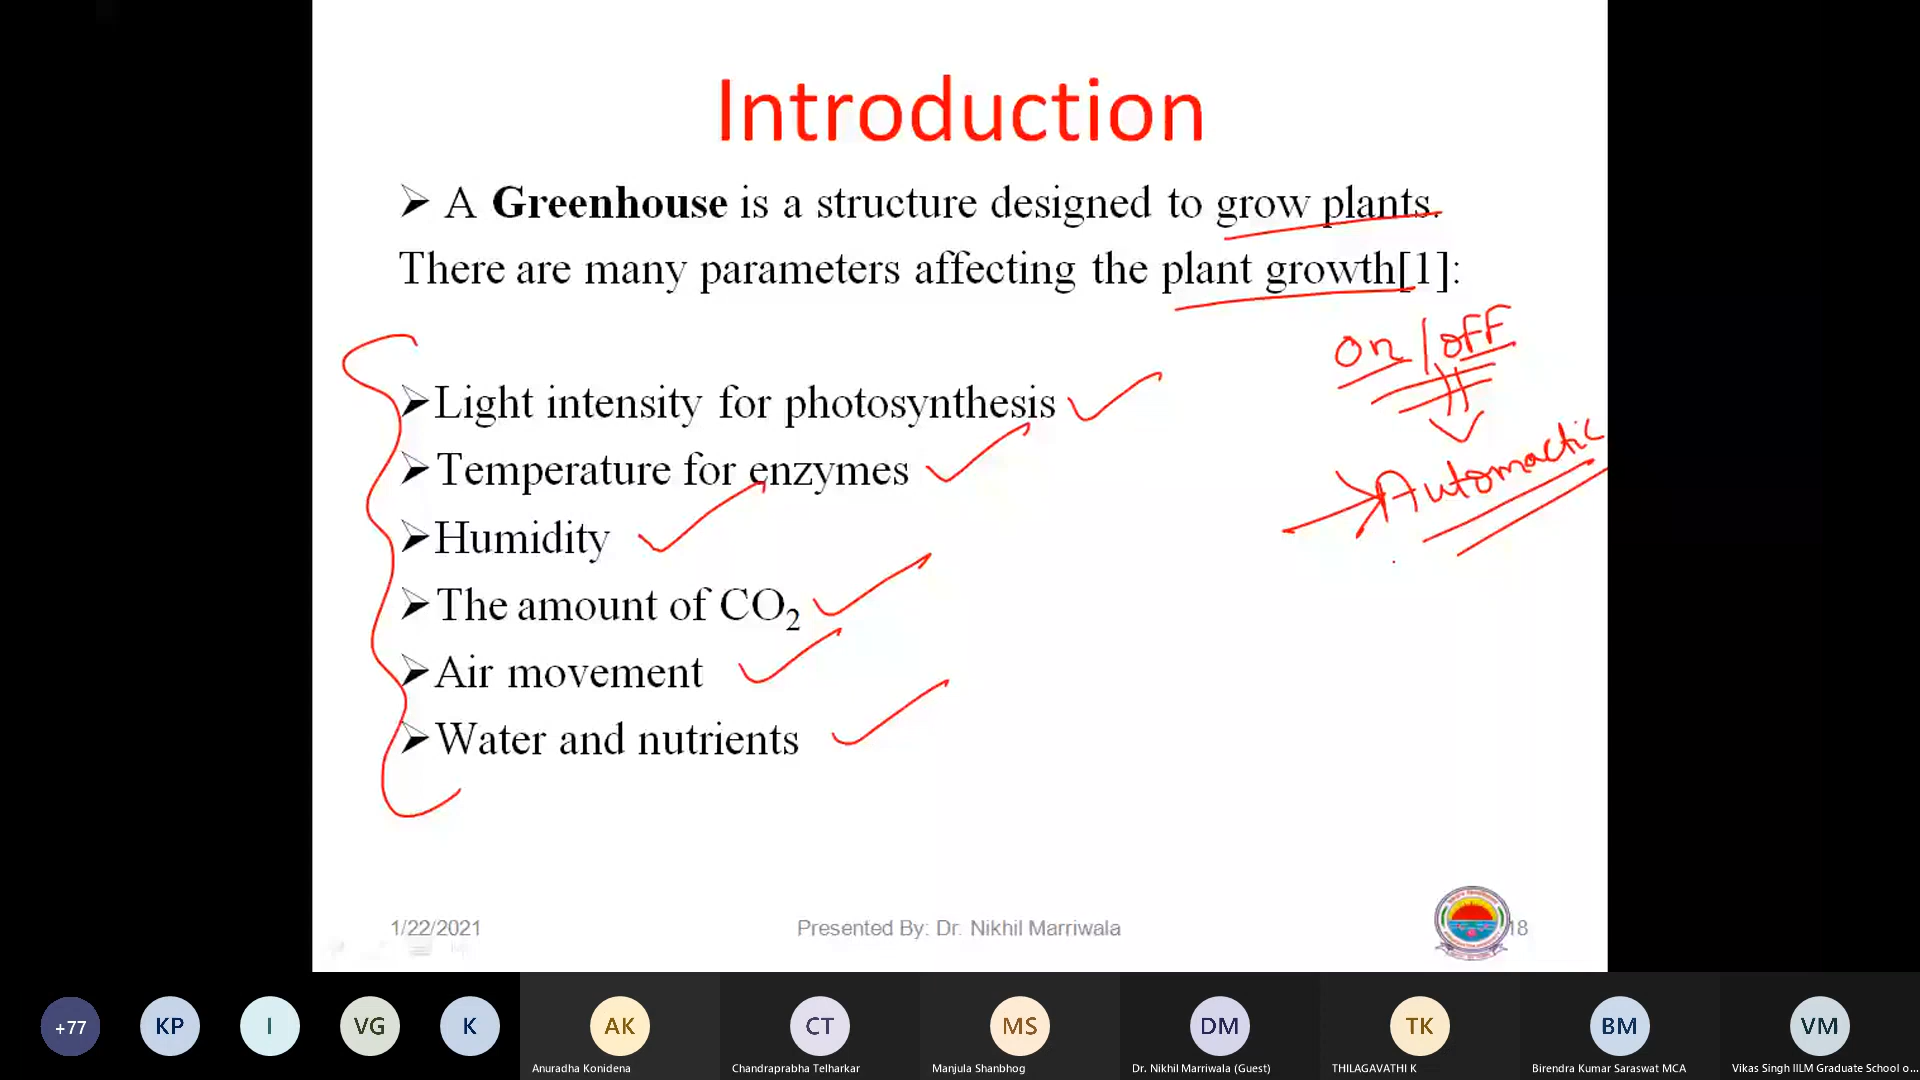 Introduction
➢ A Greenhouse is a structure designed to grow plants.
There are many parameters affecting the plant growth[1]:
On/off
➢Light intensity for photosynthesis
Automactic
➢Temperature for enzymes
➢Humidity
➢The amount of CO₂
➢Air movement
➢Water and nutrients
1/22/2021
Presented By: Dr. Nikhil Marriwala
18
+77
KP
I
VG
K
AK
CT
MS
DM
TK
BM
VM
Anuradha Konidena
Chandraprabha Telharkar
Manjula Shanbhog
Dr. Nikhil Marriwala (Guest)
THILAGAVATHI K
Birendra Kumar Saraswat MCA
Vikas Singh IILM Graduate School o...